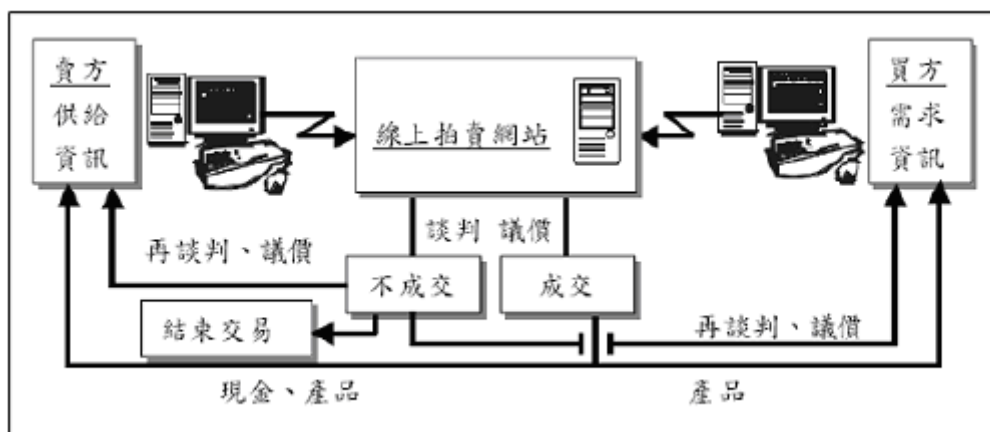 賣方
供給
資訊
線上拍賣網站
買方
需求
資訊
談判 議價
再談判、議價
不成交
成交
結束交易
再談判、議價
現金、產品
產品